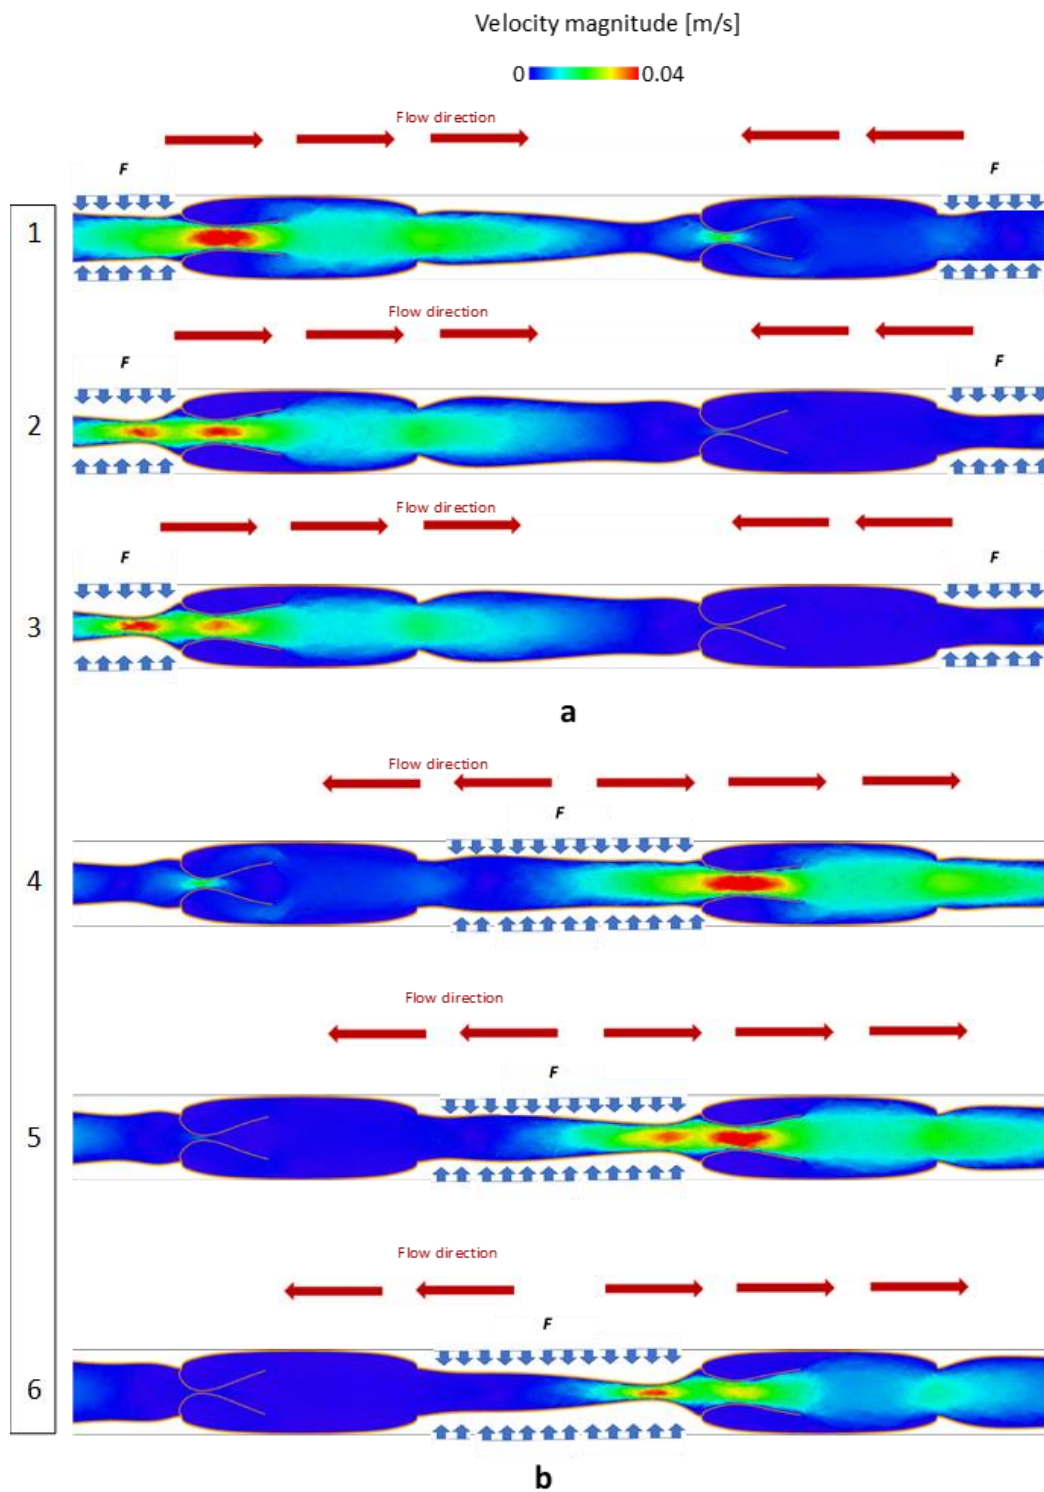 Velocity magnitude [m/s]
0 0.04
Flow direction
F F
1
Flow direction
F F
2
Flow direction
F F
3
a
Flow direction
F
4
Flow direction
F
5
Flow direction
F
6
b